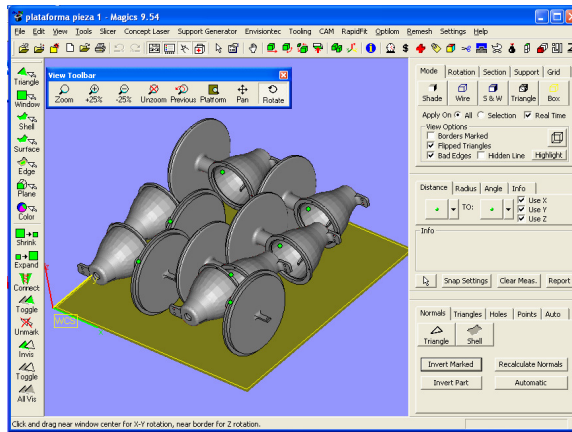 plataforma pieza 1 - Magics 9.54
File Edit View Tools Slicer Concept Laser Support Generator Envisiontec Tooling CAM RapidFit Optilom Remesh Settings Help
View Toolbar
Zoom +25% -25% Unzoom Previous Platform Pan Rotate
Triangle
Window
Shell
Surface
Edge
Plane
Color
Shrink
Expand
Connect
Toggle
Unmark
Invis
Toggle
All Vis
WCS
Mode Rotation Section Support Grid
Shade Wire S & W Triangle Box
Apply On All Selection Real Time
View Options
Borders Marked
Flipped Triangles
Bad Edges Hidden Line Highlight
Distance Radius Angle Info
TO:
Use X
Use Y
Use Z
Info
Snap Settings Clear Meas. Report
Normals Triangles Holes Points Auto
Triangle Shell
Invert Marked Recalculate Normals
Invert Part Automatic
Click and drag near window center for X-Y rotation, near border for Z rotation.